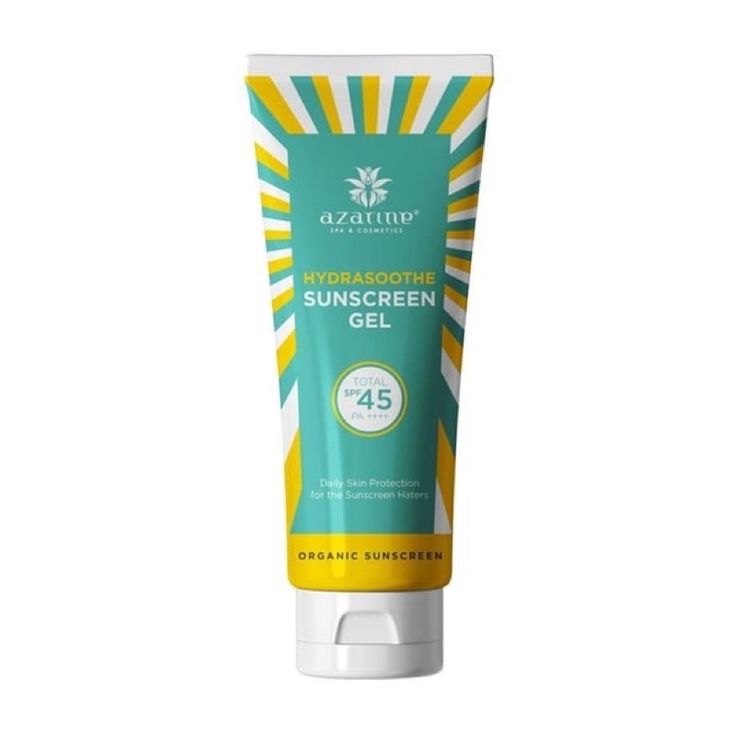 azarine®
SPA & COSMETICS
HYDRASOOTHE
SUNSCREEN
GEL
TOTAL
SPF 45
PA ++++
Daily Skin Protection
for the Sunscreen Haters
ORGANIC SUNSCREEN